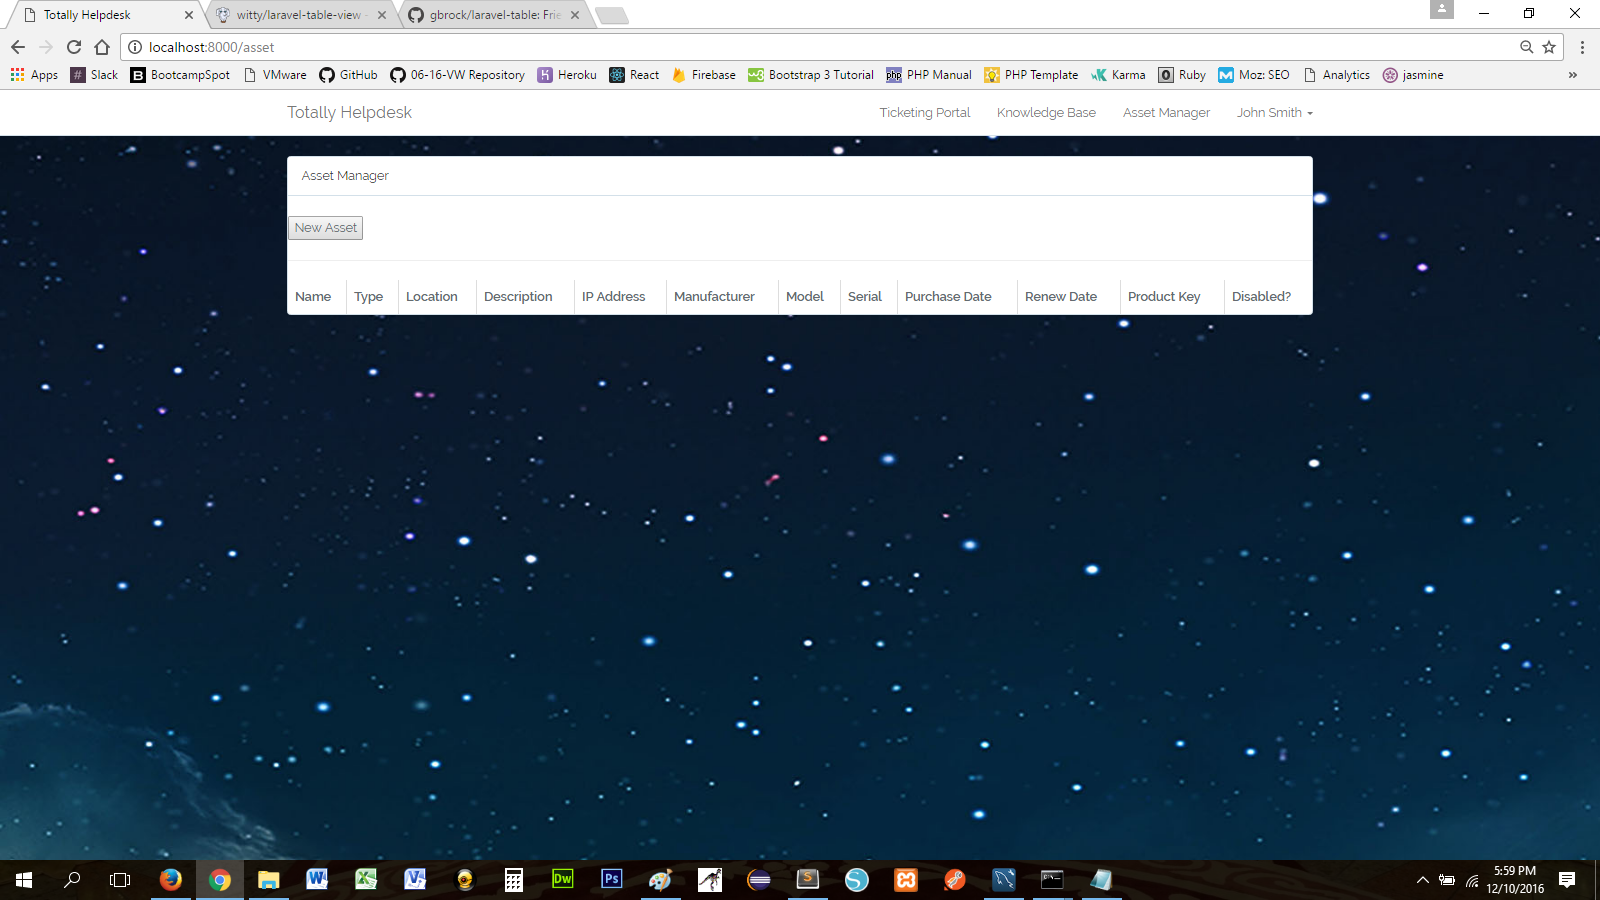 Totally Helpdesk
witty/laravel-table-view -
gbrock/laravel-table: Frie
localhost:8000/asset
Apps
Slack
BootcampSpot
VMware
GitHub
06-16-VW Repository
Heroku
React
Firebase
Bootstrap 3 Tutorial
PHP Manual
PHP Template
Karma
Ruby
Moz: SEO
Analytics
jasmine
»
Totally Helpdesk
Ticketing Portal
Knowledge Base
Asset Manager
John Smith
Asset Manager
New Asset
Name Type Location Description IP Address Manufacturer Model Serial Purchase Date Renew Date Product Key Disabled?
5:59 PM
12/10/2016